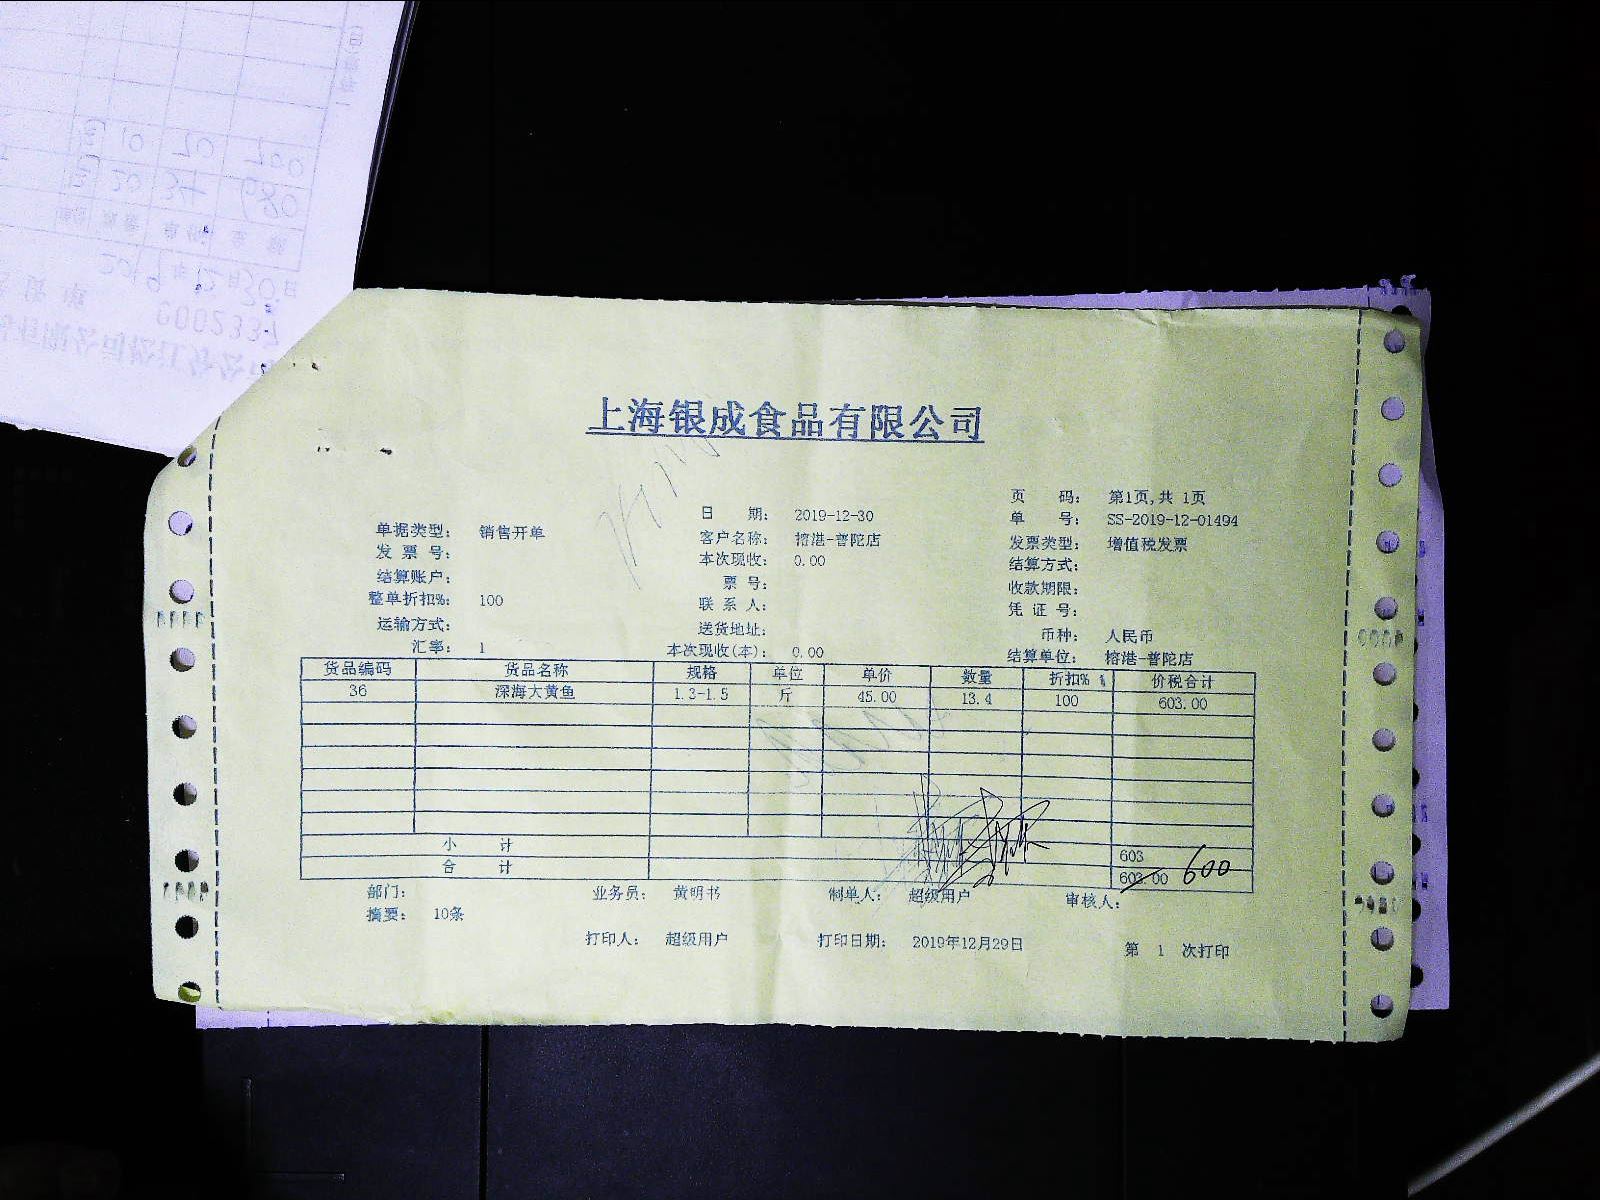 上海银成食品有限公司
页 码: 第1页,共 1页
日 期: 2019-12-30 单 号: SS-2019-12-01494
单据类型: 销售开单 客户名称: 榕港-普陀店 发票类型: 增值税发票
发 票 号: 本次现收: 0.00 结算方式:
结算账户: 票 号: 收款期限:
整单折扣%: 100 联 系 人: 凭 证 号:
运输方式: 送货地址: 币种: 人民币
汇率: 1 本次现收(本): 0.00 结算单位: 榕港-普陀店
货品编码 货品名称 规格 单位 单价 数量 折扣% 价税合计
36 深海大黄鱼 1.3-1.5 斤 45.00 13.4 100 603.00
小 计 603
合 计 603.00 600
部门: 业务员: 黄明书 制单人: 超级用户 审核人:
摘要: 10条
打印人: 超级用户 打印日期: 2019年12月29日 第 1 次打印